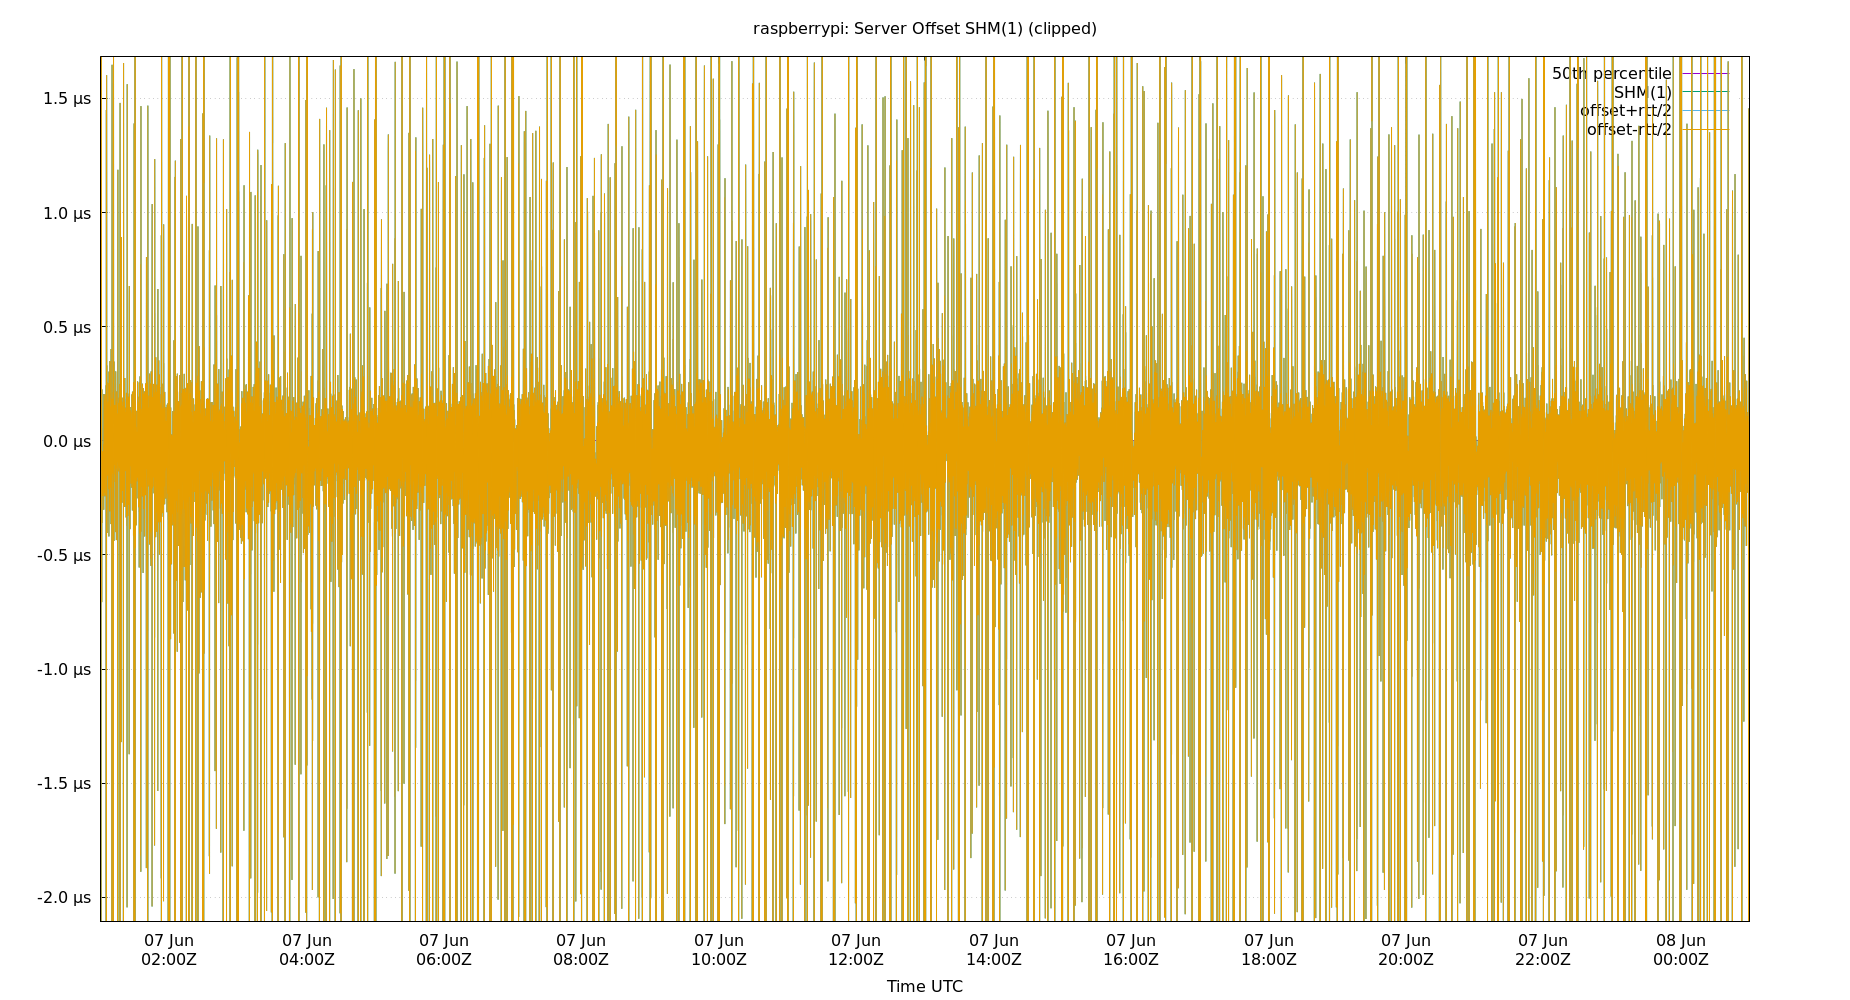 raspberrypi: Server Offset SHM(1) (clipped)
50th percentile
SHM(1)
offset+rtt/2
offset-rtt/2
1.5 μs
1.0 μs
0.5 μs
0.0 μs
-0.5 μs
-1.0 μs
-1.5 μs
-2.0 μs
07 Jun 07 Jun 07 Jun 07 Jun 07 Jun 07 Jun 07 Jun 07 Jun 07 Jun 07 Jun 07 Jun 08 Jun
02:00Z 04:00Z 06:00Z 08:00Z 10:00Z 12:00Z 14:00Z 16:00Z 18:00Z 20:00Z 22:00Z 00:00Z
Time UTC